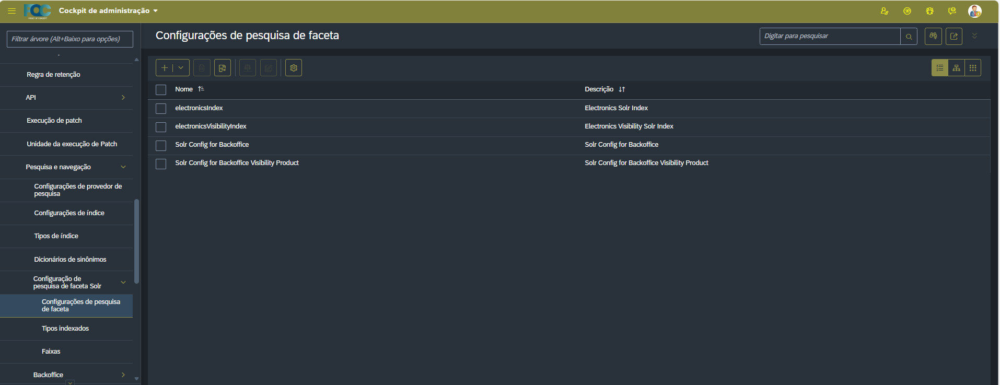 POC
PROOF OF CONCEPT
Cockpit de administração
Filtrar árvore (Alt+Baixo para opções)
Regra de retenção
API
Execução de patch
Unidade da execução de Patch
Pesquisa e navegação
Configurações de provedor de
pesquisa
Configurações de índice
Tipos de índice
Dicionários de sinônimos
Configuração de
pesquisa de faceta Solr
Configurações de pesquisa
de faceta
Tipos indexados
Faixas
Backoffice
Configurações de pesquisa de faceta
Digitar para pesquisar
Nome Descrição
electronicsIndex Electronics Solr Index
electronicsVisibilityIndex Electronics Visibility Solr Index
Solr Config for Backoffice Solr Config for Backoffice
Solr Config for Backoffice Visibility Product Solr Config for Backoffice Visibility Product